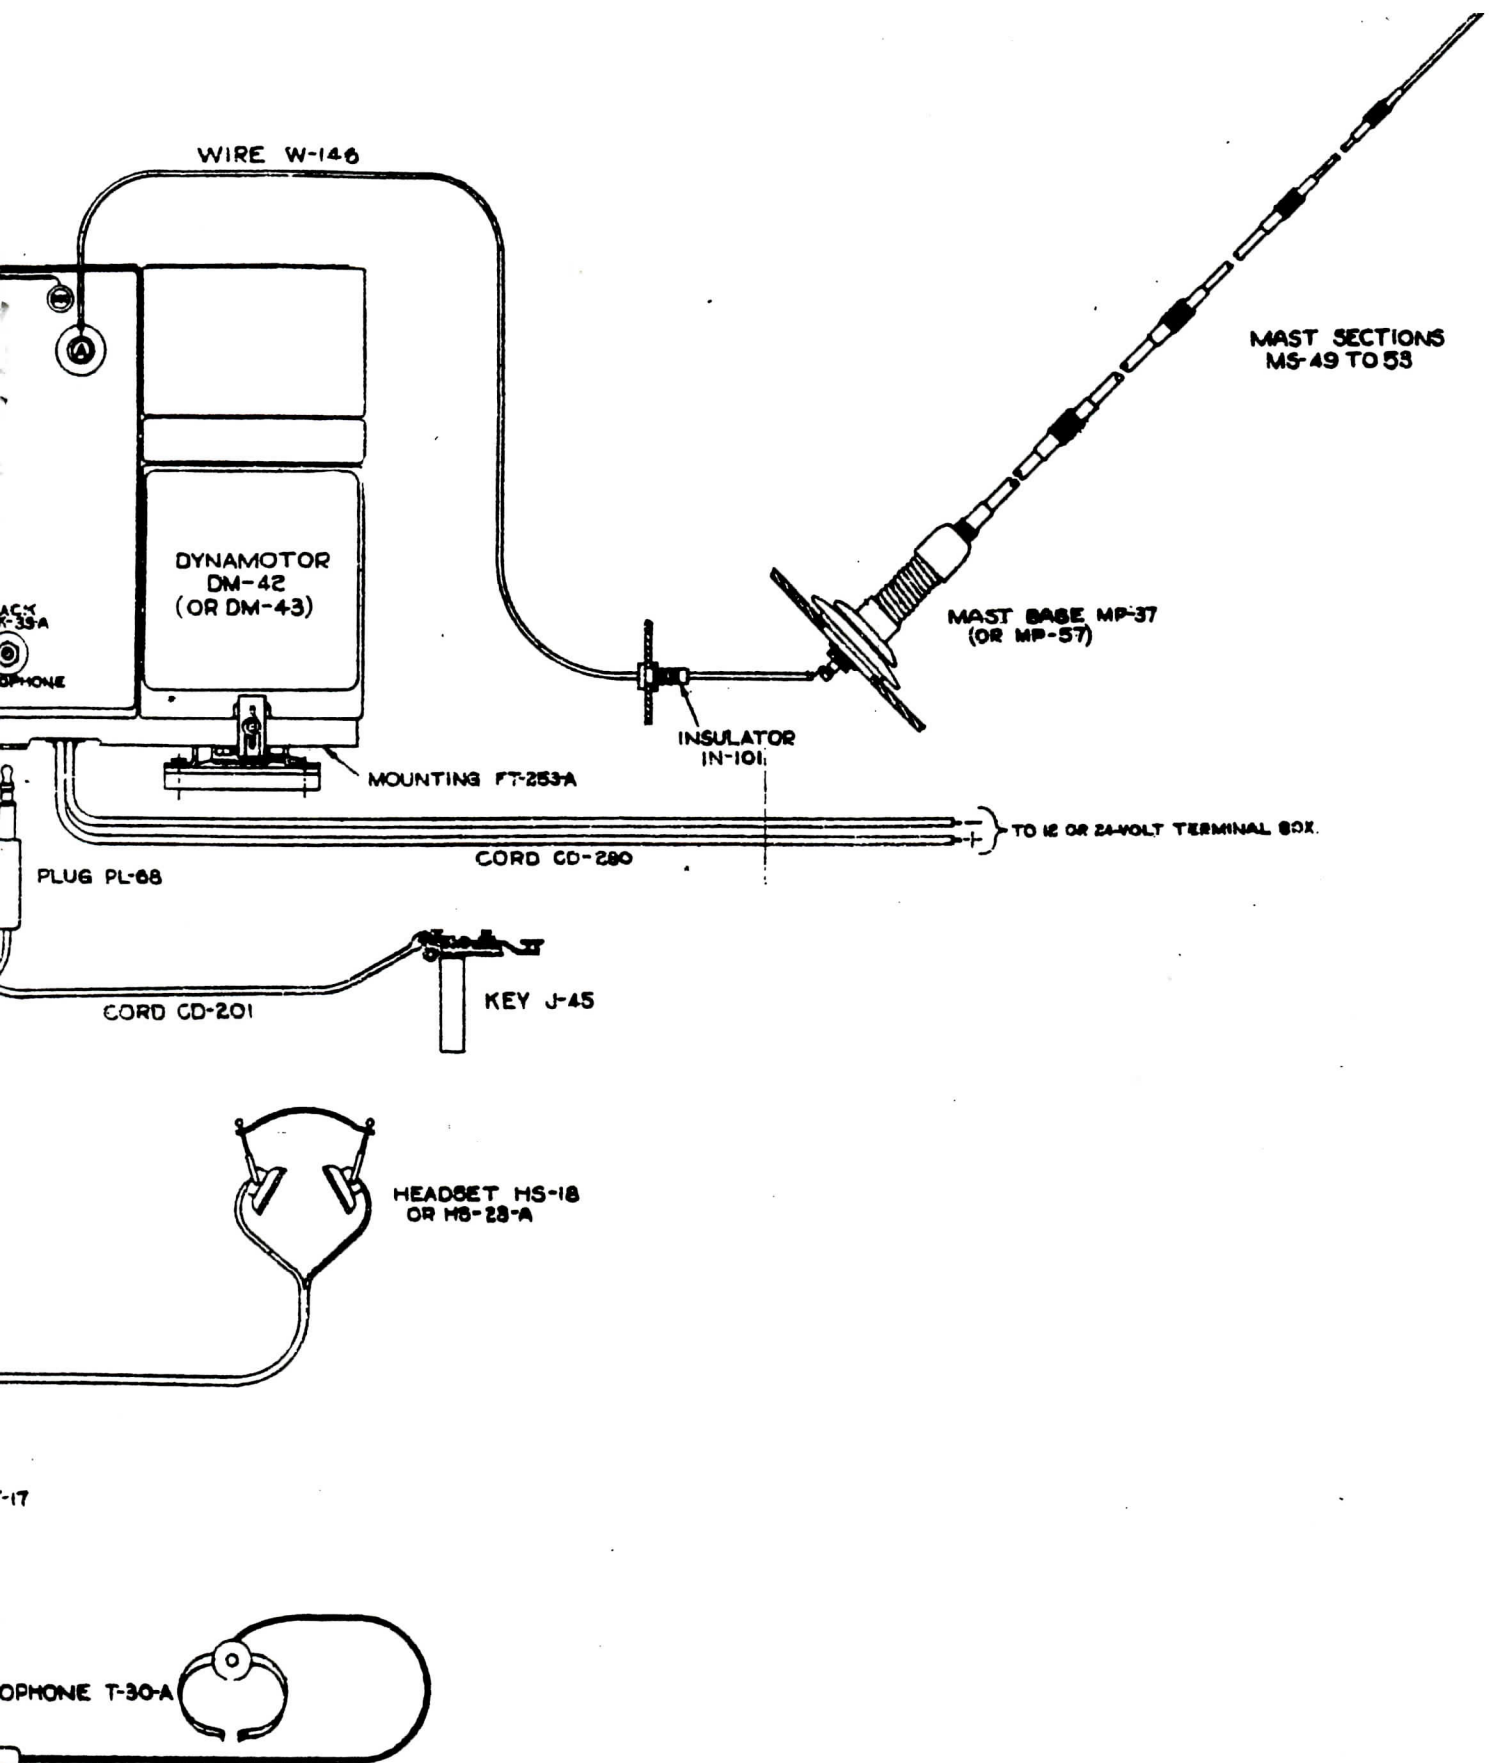 WIRE W-146
A
MAST SECTIONS
MS-49 TO 53
DYNAMOTOR
DM-42
(OR DM-43)
MAST BASE MP-37
(OR MP-57)
INSULATOR
IN-101
MOUNTING FT-253-A
TO 12 OR 24-VOLT TERMINAL BOX.
CORD CD-280
PLUG PL-68
CORD CD-201
KEY J-45
HEADSET HS-18
OR HS-23-A
-17
OPHONE T-30-A